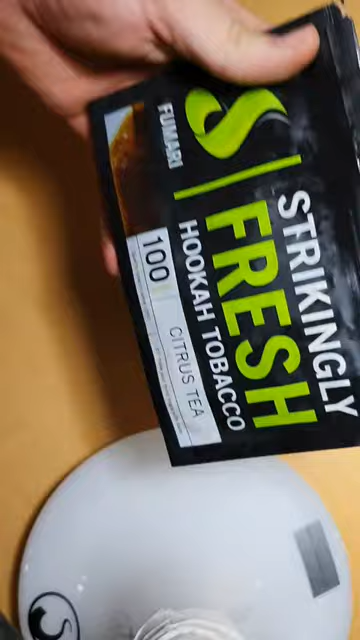 STRIKINGLY
FRESH
HOOKAH TOBACCO
FUMARI
100
CITRUS TEA